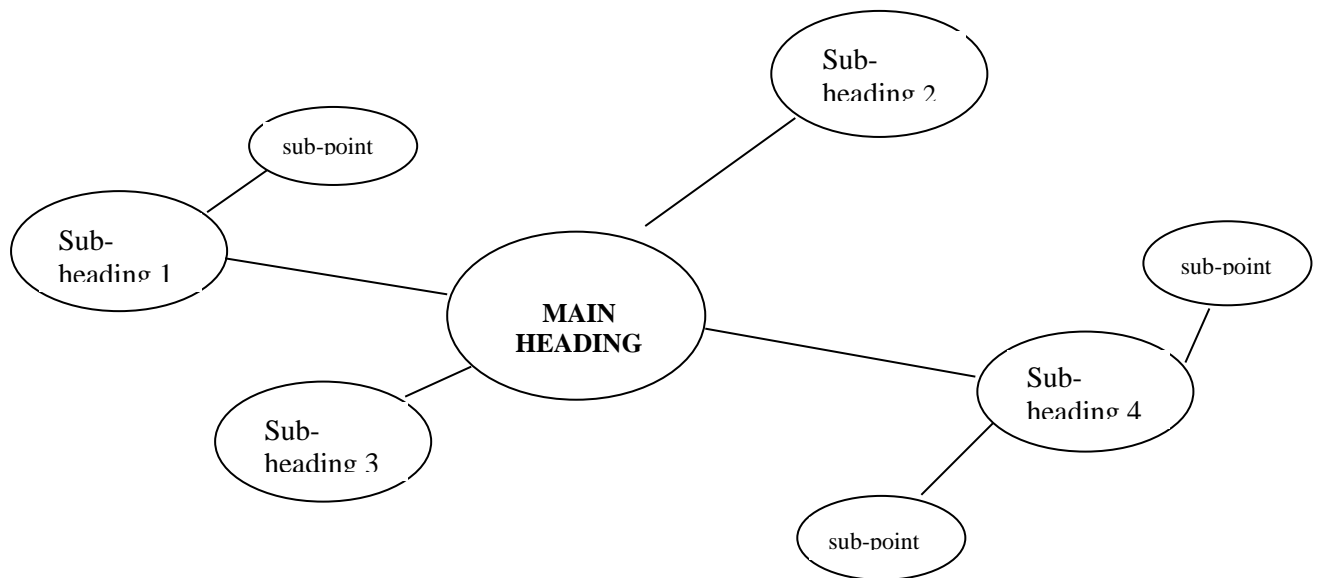 Sub-
heading 2
sub-point
Sub-
heading 1
sub-point
MAIN
HEADING
Sub-
heading 4
Sub-
heading 3
sub-point